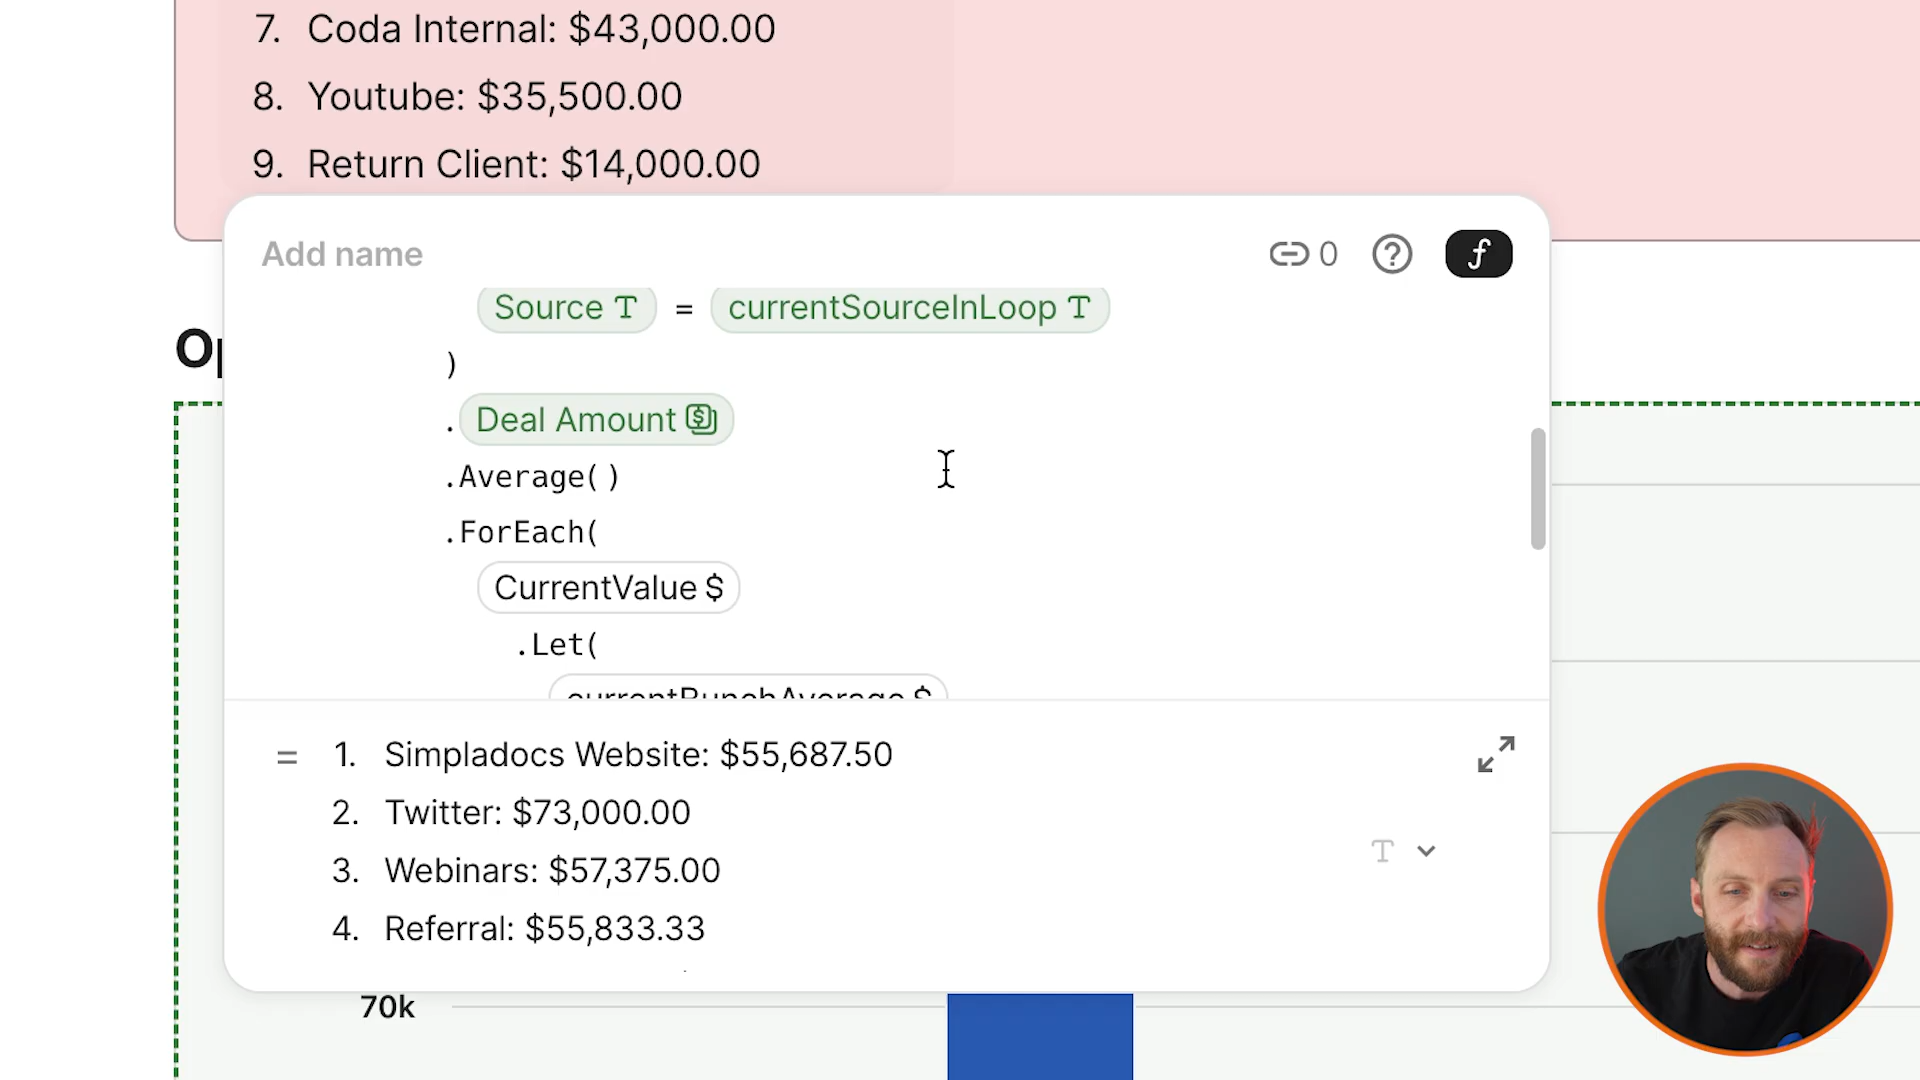 7. Coda Internal: $43,000.00
8. Youtube: $35,500.00
9. Return Client: $14,000.00
Add name
0
Source = currentSourceInLoop
)
.Deal Amount
.Average()
.ForEach(
CurrentValue $
.Let(
= 1. Simpladocs Website: $55,687.50
2. Twitter: $73,000.00
3. Webinars: $57,375.00
4. Referral: $55,833.33
70k